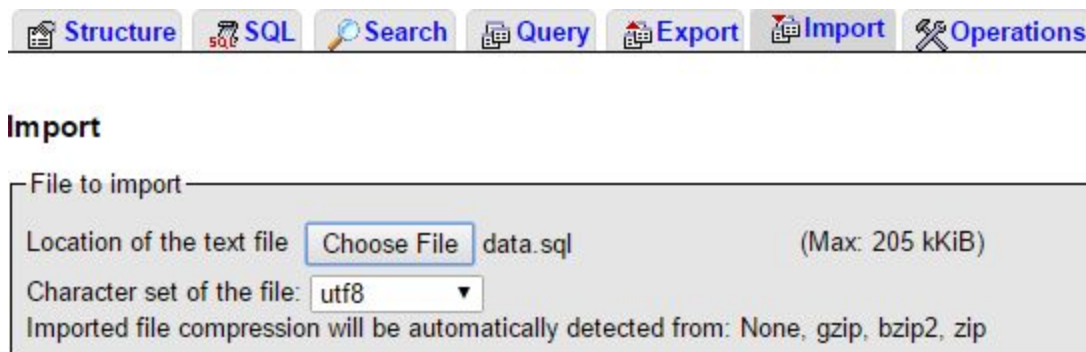 Structure SQL Search Query Export Import Operations
Import
File to import
Location of the text file Choose File data.sql (Max: 205 kKiB)
Character set of the file: utf8
Imported file compression will be automatically detected from: None, gzip, bzip2, zip